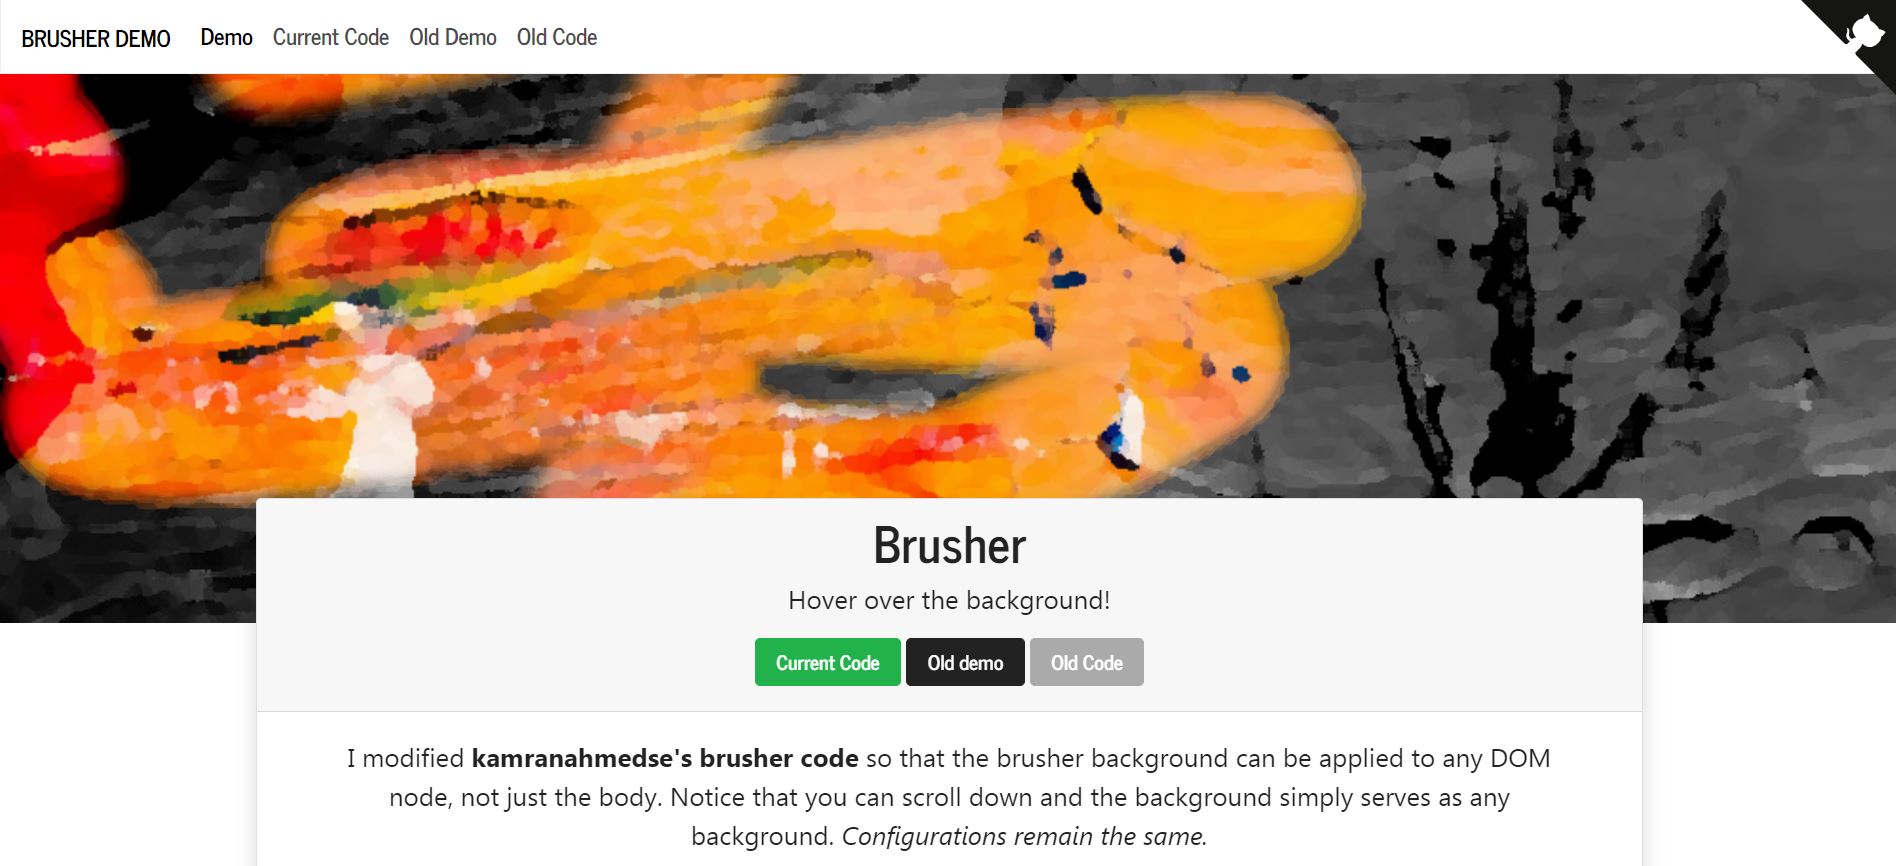 BRUSHER DEMO Demo Current Code Old Demo Old Code
Brusher
Hover over the background!
Current Code Old demo Old Code
I modified kamranahmedse's brusher code so that the brusher background can be applied to any DOM
node, not just the body. Notice that you can scroll down and the background simply serves as any
background. Configurations remain the same.